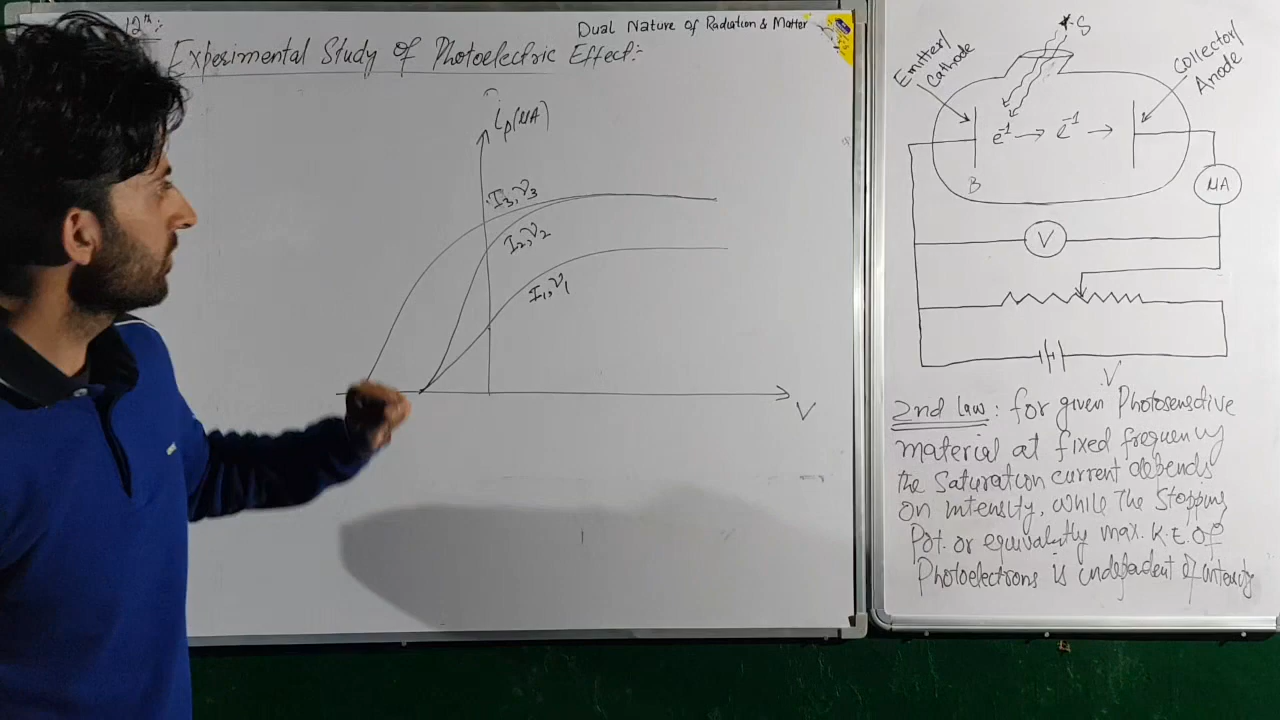 12th:
Dual Nature of Radiation & Matter
Experimental Study of Photoelectric Effect:-
ip(μA)
I3,ν3
I2,ν2
I1,ν1
V
S
Emitter/
Cathode
Collector/
Anode
e-1 → e-1 →
B
μA
V
V
2nd Law: for given Photosensitive
material at fixed frequency
the Saturation current depends
on intensity, while the Stopping
Pot. or equivalently max. K.E. of
Photoelectrons is independent of intensity